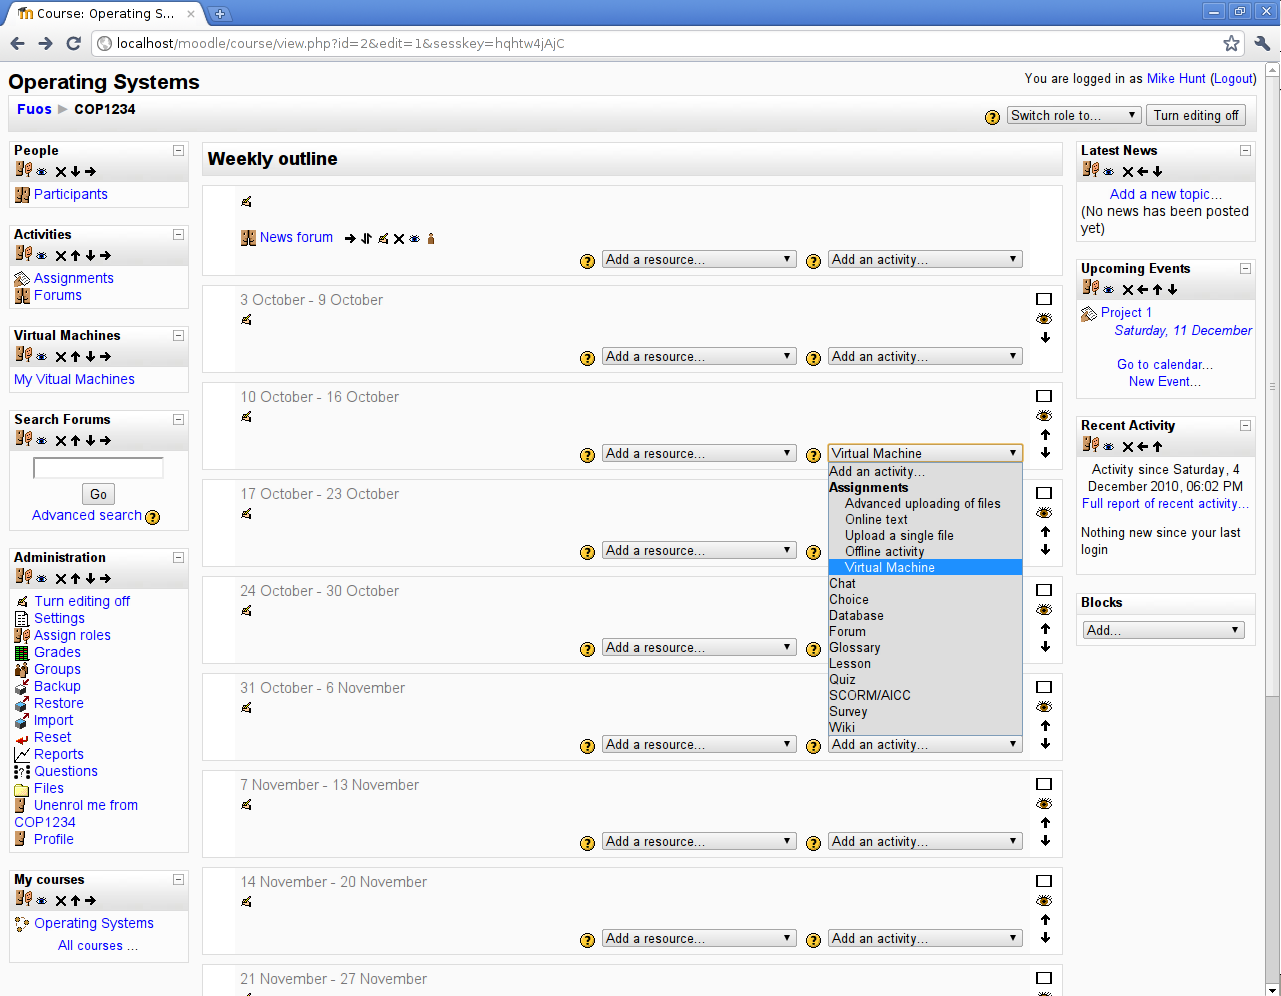 Course: Operating S...
localhost/moodle/course/view.php?id=2&edit=1&sesskey=hqhtw4jAjC
Operating Systems
You are logged in as Mike Hunt (Logout)
Fuos ► COP1234
Switch role to...
Turn editing off
People
Participants
Activities
Assignments
Forums
Virtual Machines
My Vitual Machines
Search Forums
Go
Advanced search
Administration
Turn editing off
Settings
Assign roles
Grades
Groups
Backup
Restore
Import
Reset
Reports
Questions
Files
Unenrol me from
COP1234
Profile
My courses
Operating Systems
All courses ...
Weekly outline
News forum
Add a resource... Add an activity...
3 October - 9 October
Add a resource... Add an activity...
10 October - 16 October
Add a resource... Virtual Machine
Add an activity...
Assignments
Advanced uploading of files
Online text
Upload a single file
Offline activity
Virtual Machine
Chat
Choice
Database
Forum
Glossary
Lesson
Quiz
SCORM/AICC
Survey
Wiki
17 October - 23 October
Add a resource...
24 October - 30 October
Add a resource...
31 October - 6 November
Add a resource... Add an activity...
7 November - 13 November
Add a resource... Add an activity...
14 November - 20 November
Add a resource... Add an activity...
21 November - 27 November
Latest News
Add a new topic...
(No news has been posted
yet)
Upcoming Events
Project 1
Saturday, 11 December
Go to calendar...
New Event...
Recent Activity
Activity since Saturday, 4
December 2010, 06:02 PM
Full report of recent activity...
Nothing new since your last
login
Blocks
Add...